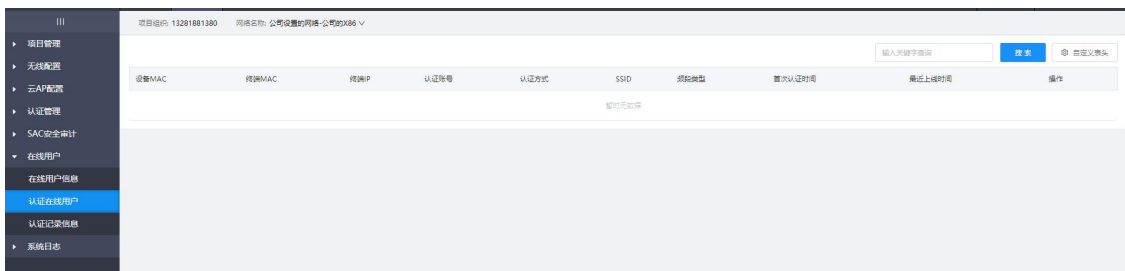 项目组织: 13281881380 网络名称: 公司设置的网络-公司的X86
项目管理
无线配置
云AP配置
认证管理
SAC安全审计
在线用户
在线用户信息
认证在线用户
认证记录信息
系统日志
输入关键字查询 搜索 自定义表头
设备MAC 终端MAC 终端IP 认证账号 认证方式 SSID 频段类型 首次认证时间 最近上线时间 操作
暂时无数据